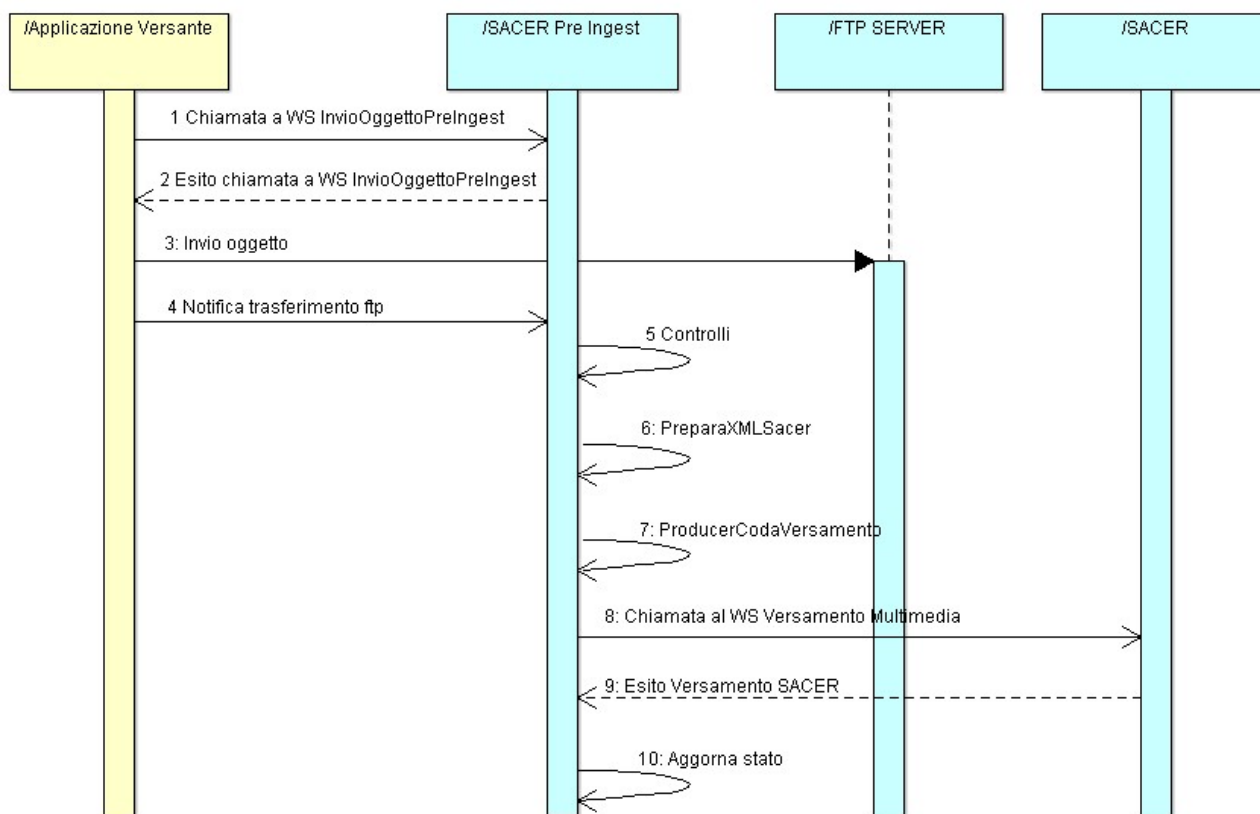 /Applicazione Versante
/SACER Pre Ingest
/FTP SERVER
/SACER
1 Chiamata a WS InvioOggettoPreIngest
2 Esito chiamata a WS InvioOggettoPreIngest
3: Invio oggetto
4 Notifica trasferimento ftp
5 Controlli
6: PreparaXMLSacer
7: ProducerCodaVersamento
8: Chiamata al WS Versamento Multimedia
9: Esito Versamento SACER
10: Aggorna stato